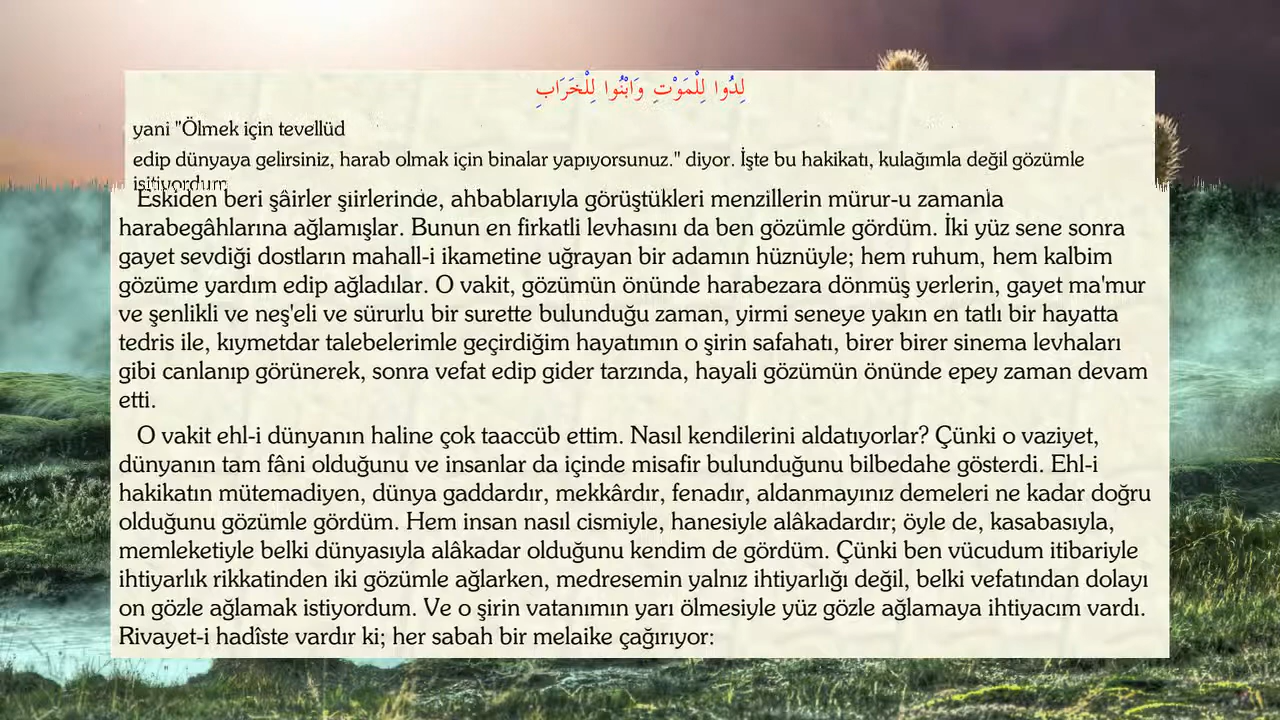 لِدُوا لِلْمَوْتِ وَابْنُوا لِلْخَرَابِ
yani "Ölmek için tevellüd
edip dünyaya gelirsiniz, harab olmak için binalar yapıyorsunuz." diyor. İşte bu hakikatı, kulağımla değil gözümle
işitiyordum
Eskiden beri şâirler şiirlerinde, ahbablarıyla görüştükleri menzillerin mürur-u zamanla
harabegâhlarına ağlamışlar. Bunun en firkatli levhasını da ben gözümle gördüm. İki yüz sene sonra
gayet sevdiği dostların mahall-i ikametine uğrayan bir adamın hüznüyle; hem ruhum, hem kalbim
gözüme yardım edip ağladılar. O vakit, gözümün önünde harabezara dönmüş yerlerin, gayet ma'mur
ve şenlikli ve neş'eli ve sürurlu bir surette bulunduğu zaman, yirmi seneye yakın en tatlı bir hayatta
tedris ile, kıymetdar talebelerimle geçirdiğim hayatımın o şirin safahatı, birer birer sinema levhaları
gibi canlanıp görünerek, sonra vefat edip gider tarzında, hayali gözümün önünde epey zaman devam
etti.
O vakit ehl-i dünyanın haline çok taaccüb ettim. Nasıl kendilerini aldatıyorlar? Çünki o vaziyet,
dünyanın tam fâni olduğunu ve insanlar da içinde misafir bulunduğunu bilbedahe gösterdi. Ehl-i
hakikatın mütemadiyen, dünya gaddardır, mekkârdır, fenadır, aldanmayınız demeleri ne kadar doğru
olduğunu gözümle gördüm. Hem insan nasıl cismiyle, hanesiyle alâkadardır; öyle de, kasabasıyla,
memleketiyle belki dünyasıyla alâkadar olduğunu kendim de gördüm. Çünki ben vücudum itibariyle
ihtiyarlık rikkatinden iki gözümle ağlarken, medresemin yalnız ihtiyarlığı değil, belki vefatından dolayı
on gözle ağlamak istiyordum. Ve o şirin vatanımın yarı ölmesiyle yüz gözle ağlamaya ihtiyacım vardı.
Rivayet-i hadîste vardır ki; her sabah bir melaike çağırıyor: